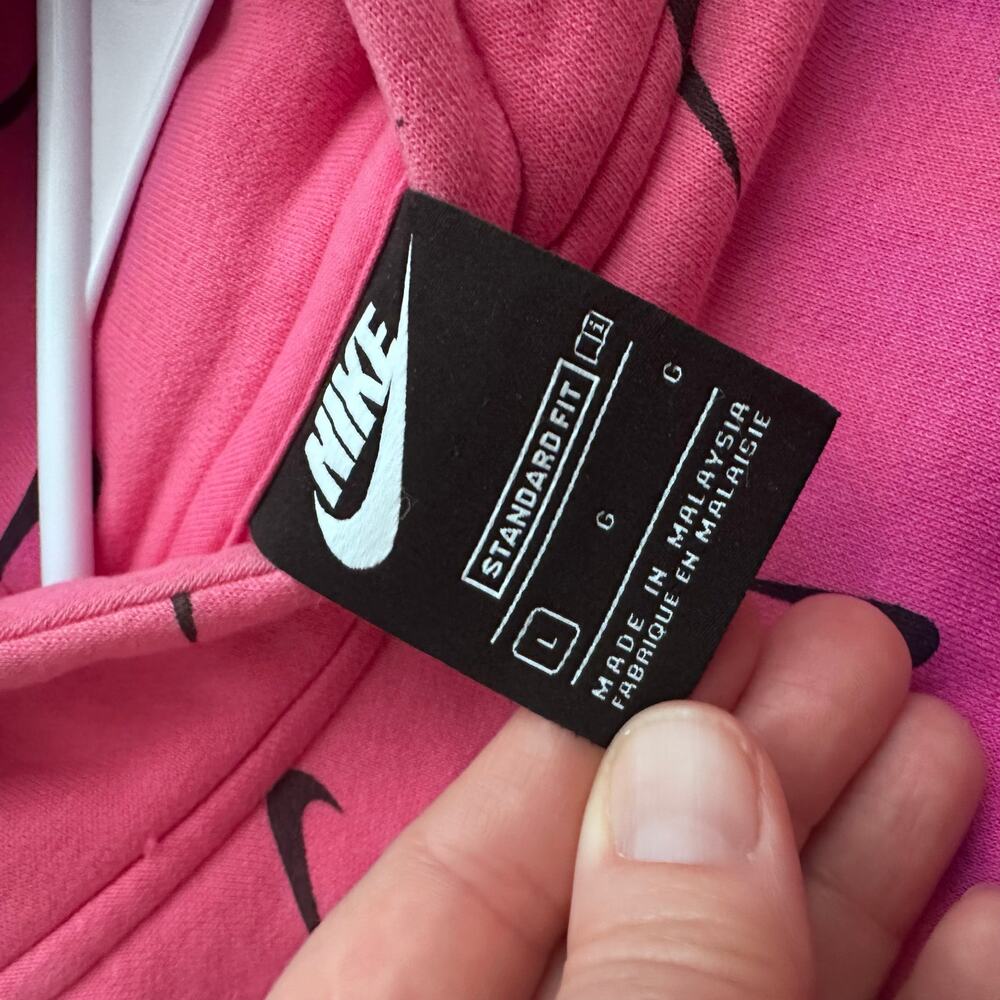 NIKE
STANDARD FIT
i
L G G
MADE IN MALAYSIA
FABRIQUE EN MALAISIE